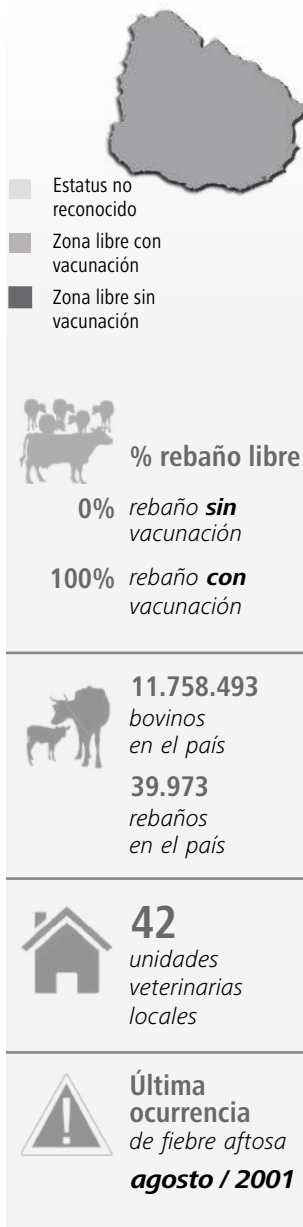 Estatus no
reconocido
Zona libre con
vacunación
Zona libre sin
vacunación
% rebaño libre
0% rebaño sin
vacunación
100% rebaño con
vacunación
11.758.493
bovinos
en el país
39.973
rebaños
en el país
42
unidades
veterinarias
locales
Última
ocurrencia
de fiebre aftosa
agosto / 2001